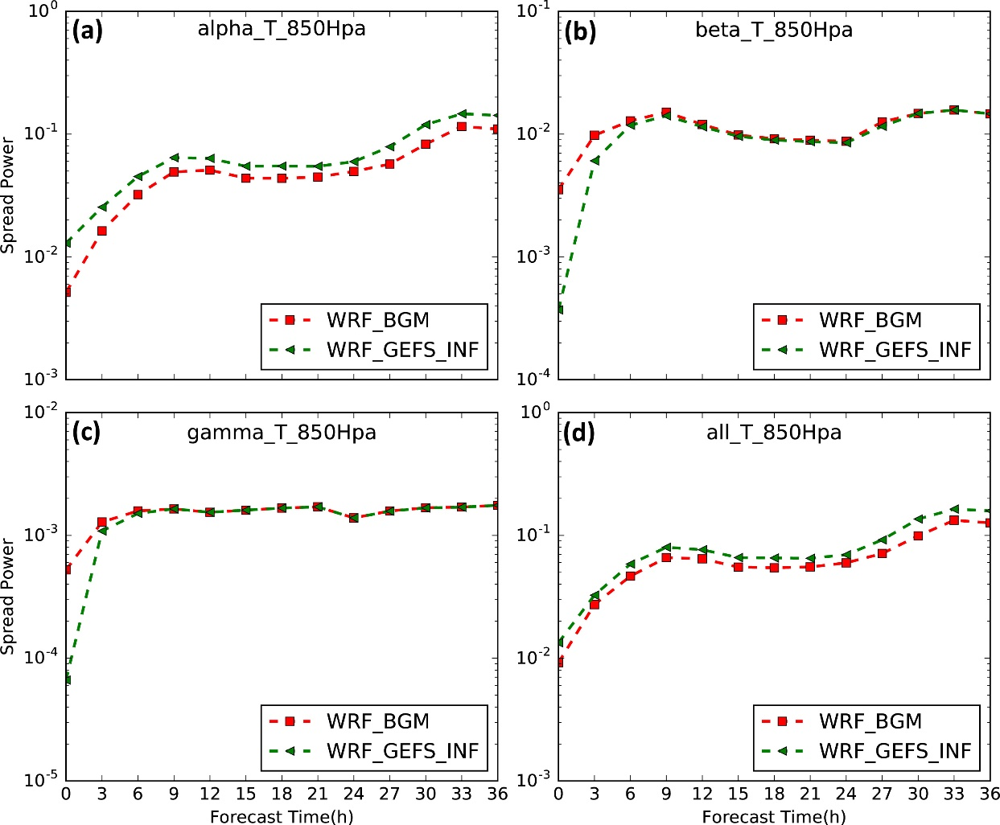 (a) alpha_T_850Hpa
10^0
10^-1
10^-2
10^-3
Spread Power
WRF_BGM
WRF_GEFS_INF
(b) beta_T_850Hpa
10^-1
10^-2
10^-3
10^-4
WRF_BGM
WRF_GEFS_INF
(c) gamma_T_850Hpa
10^-2
10^-3
10^-4
10^-5
Spread Power
WRF_BGM
WRF_GEFS_INF
0 3 6 9 12 15 18 21 24 27 30 33 36
Forecast Time(h)
(d) all_T_850Hpa
10^0
10^-1
10^-2
10^-3
WRF_BGM
WRF_GEFS_INF
0 3 6 9 12 15 18 21 24 27 30 33 36
Forecast Time(h)